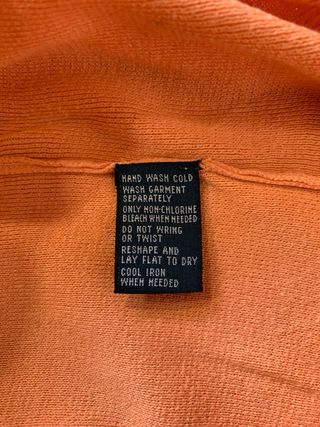 HAND WASH COLD
WASH GARMENT
SEPARATELY
ONLY NON-CHLORINE
BLEACH WHEN NEEDED
DO NOT WRING
OR TWIST
RESHAPE AND
LAY FLAT TO DRY
COOL IRON
WHEN NEEDED